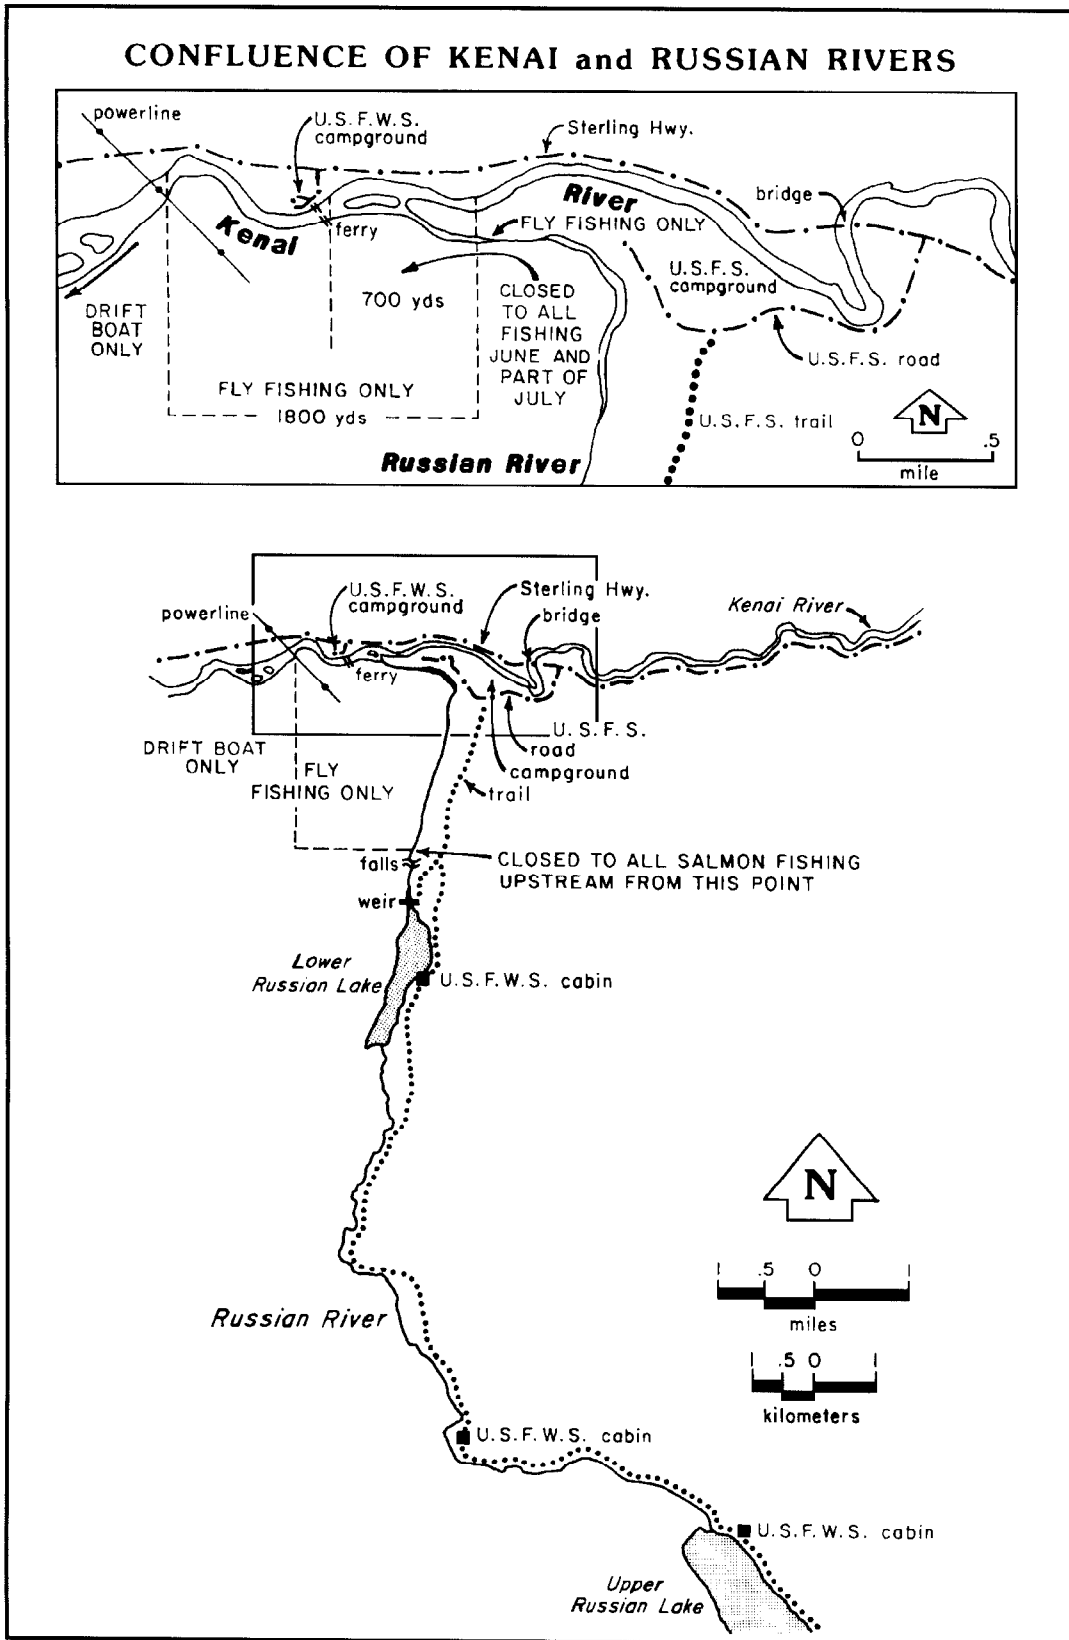 CONFLUENCE OF KENAI and RUSSIAN RIVERS
powerline
U.S.F.W.S.
campground
Sterling Hwy.
bridge
River
Kenai
ferry
FLY FISHING ONLY
U.S.F.S.
campground
700 yds
CLOSED
TO ALL
FISHING
JUNE AND
PART OF
JULY
DRIFT
BOAT
ONLY
U.S.F.S. road
FLY FISHING ONLY
1800 yds
U.S.F.S. trail
N
0 .5
mile
Russian River
U.S.F.W.S.
campground
Sterling Hwy.
bridge
Kenai River
powerline
ferry
U.S.F.S.
road
campground
trail
DRIFT BOAT
ONLY
FLY
FISHING ONLY
falls
CLOSED TO ALL SALMON FISHING
UPSTREAM FROM THIS POINT
weir
Lower
Russian Lake
U.S.F.W.S. cabin
N
1 .5 0 1
miles
Russian River
1 .5 0 1
kilometers
U.S.F.W.S. cabin
U.S.F.W.S. cabin
Upper
Russian Lake